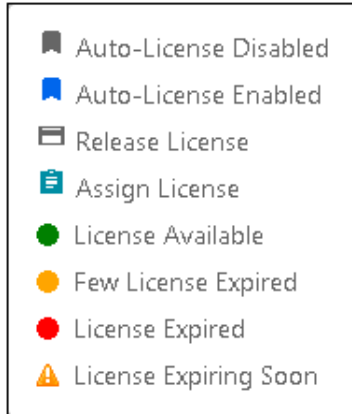 Auto-License Disabled
Auto-License Enabled
Release License
Assign License
License Available
Few License Expired
License Expired
License Expiring Soon